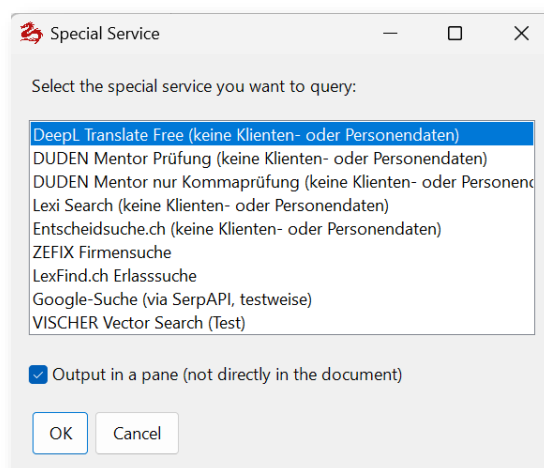 Special Service
Select the special service you want to query:
DeepL Translate Free (keine Klienten- oder Personendaten)
DUDEN Mentor Prüfung (keine Klienten- oder Personendaten)
DUDEN Mentor nur Kommaprüfung (keine Klienten- oder Personenc
Lexi Search (keine Klienten- oder Personendaten)
Entscheidsuche.ch (keine Klienten- oder Personendaten)
ZEFIX Firmensuche
LexFind.ch Erlasssuche
Google-Suche (via SerpAPI, testweise)
VISCHER Vector Search (Test)
Output in a pane (not directly in the document)
OK Cancel